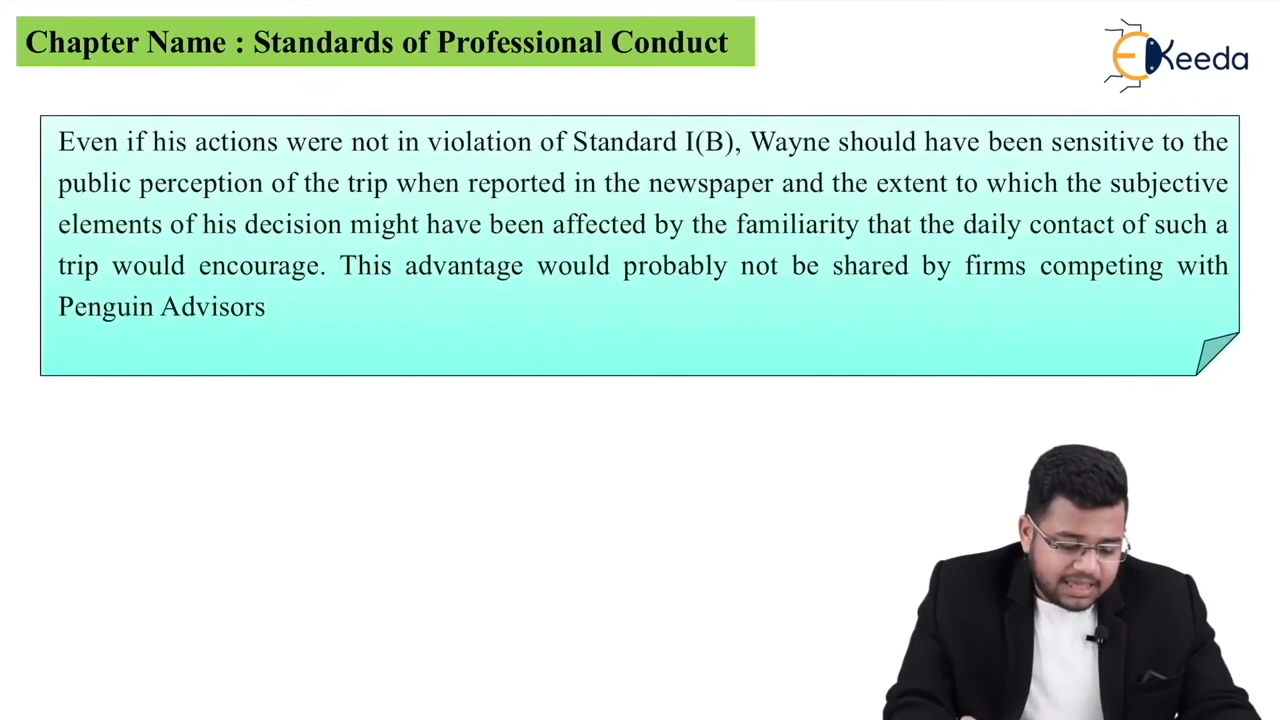 Chapter Name : Standards of Professional Conduct
EKeeda
Even if his actions were not in violation of Standard I(B), Wayne should have been sensitive to the
public perception of the trip when reported in the newspaper and the extent to which the subjective
elements of his decision might have been affected by the familiarity that the daily contact of such a
trip would encourage. This advantage would probably not be shared by firms competing with
Penguin Advisors